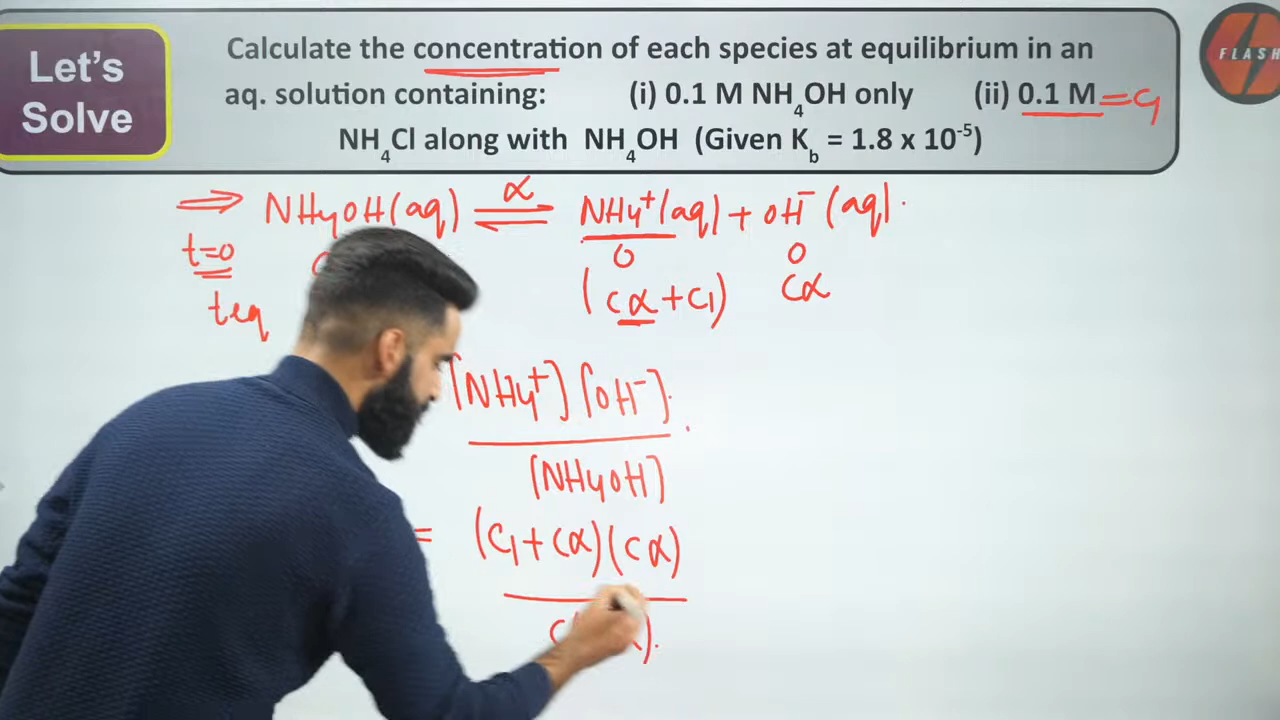 Let's
Solve
Calculate the concentration of each species at equilibrium in an
aq. solution containing: (i) 0.1 M NH₄OH only (ii) 0.1 M = C₁
NH₄Cl along with NH₄OH (Given K_b = 1.8 x 10⁻⁵)
FLASH
⇒ NH₄OH(aq) ⇌ α NH₄⁺(aq) + OH⁻(aq).
t=0 0 0
teq (Cα+C₁) Cα
[NH₄⁺][OH⁻].
[NH₄OH]
= (C₁+Cα)(Cα)